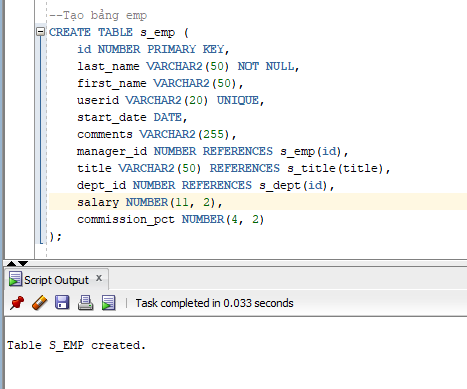 --Tạo bảng emp
CREATE TABLE s_emp (
id NUMBER PRIMARY KEY,
last_name VARCHAR2(50) NOT NULL,
first_name VARCHAR2(50),
userid VARCHAR2(20) UNIQUE,
start_date DATE,
comments VARCHAR2(255),
manager_id NUMBER REFERENCES s_emp(id),
title VARCHAR2(50) REFERENCES s_title(title),
dept_id NUMBER REFERENCES s_dept(id),
salary NUMBER(11, 2),
commission_pct NUMBER(4, 2)
);
Script Output x
Task completed in 0.033 seconds
Table S_EMP created.